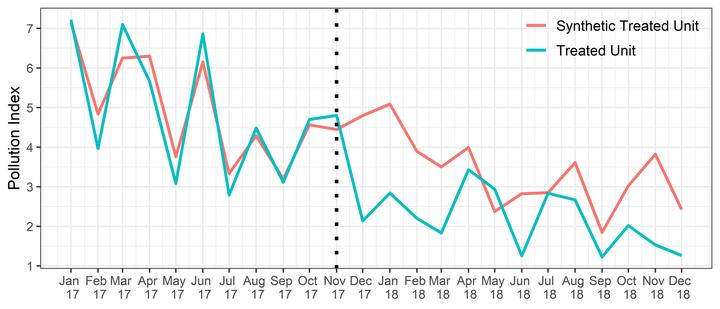 Pollution Index
7
6
5
4
3
2
1
Synthetic Treated Unit
Treated Unit
Jan Feb Mar Apr May Jun Jul Aug Sep Oct Nov Dec Jan Feb Mar Apr May Jun Jul Aug Sep Oct Nov Dec
17 17 17 17 17 17 17 17 17 17 17 17 18 18 18 18 18 18 18 18 18 18 18 18